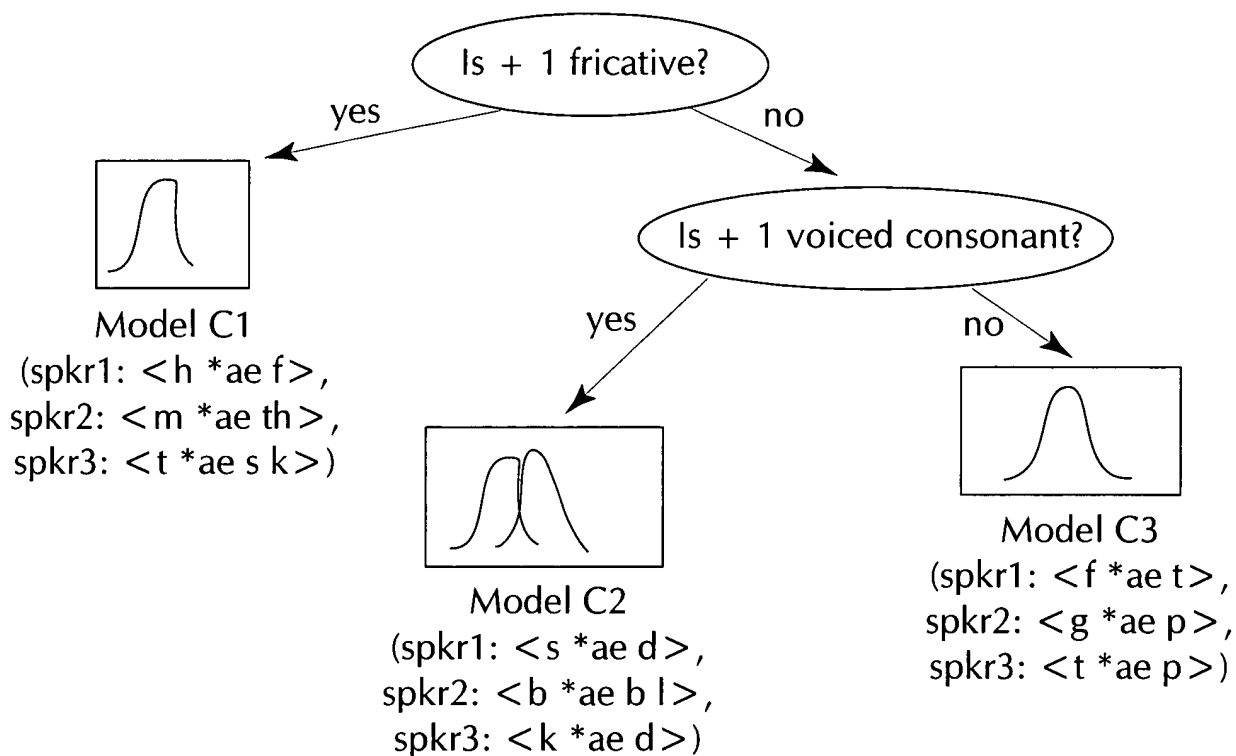 Is + 1 fricative?
yes
no
Is + 1 voiced consonant?
Model C1
(spkr1: <h *ae f>,
spkr2: <m *ae th>,
spkr3: <t *ae s k>)
yes
no
Model C2
(spkr1: <s *ae d>,
spkr2: <b *ae b l>,
spkr3: <k *ae d>)
Model C3
(spkr1: <f *ae t>,
spkr2: <g *ae p>,
spkr3: <t *ae p>)